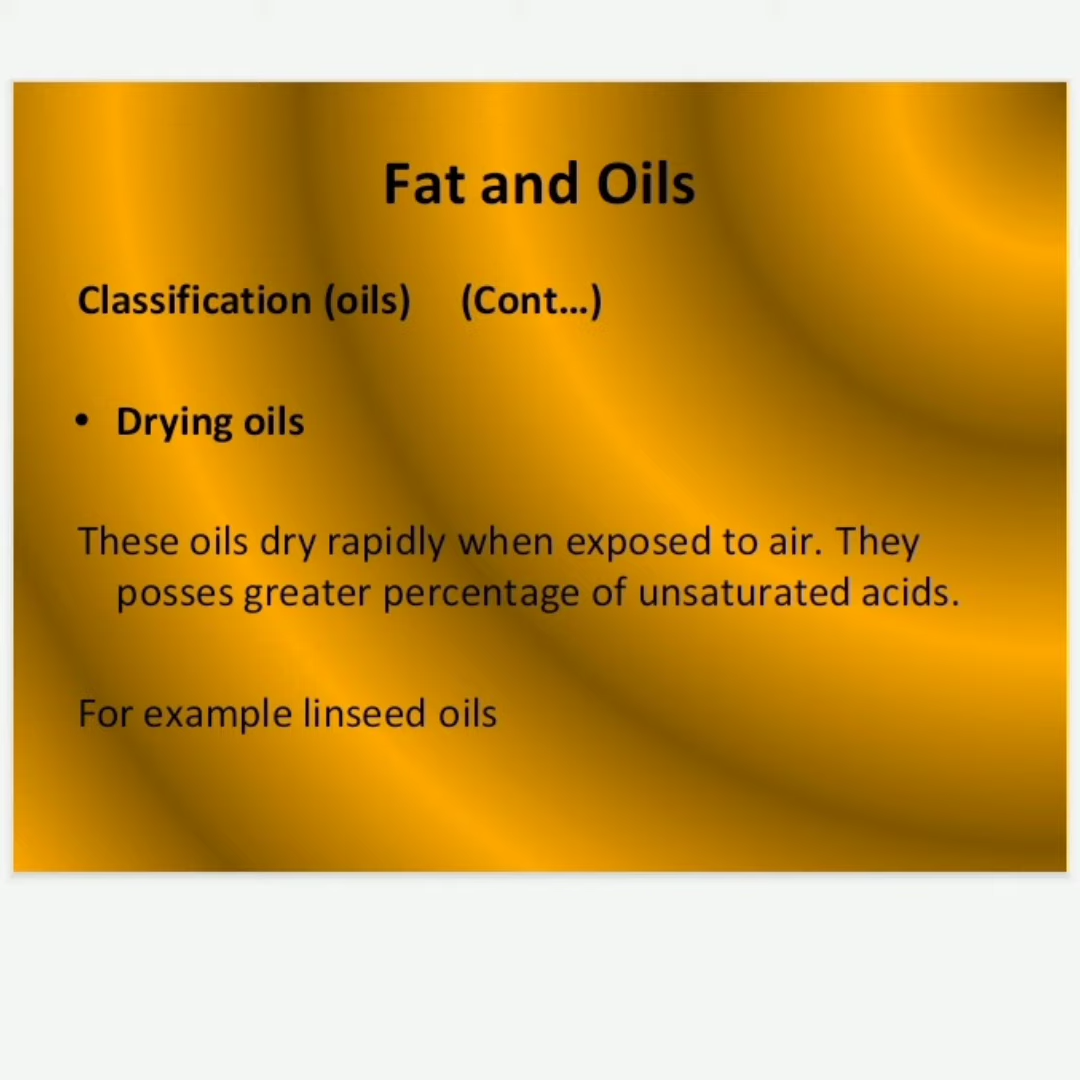 Fat and Oils
Classification (oils) (Cont...)
• Drying oils
These oils dry rapidly when exposed to air. They
posses greater percentage of unsaturated acids.
For example linseed oils